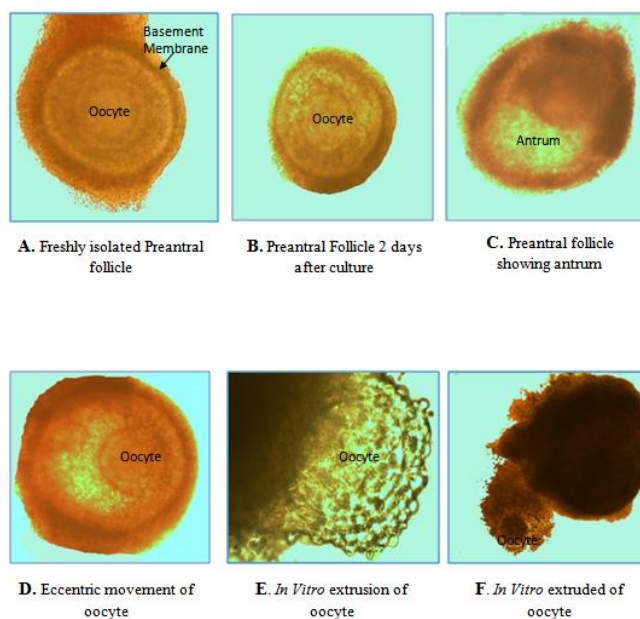 Basement
Membrane
Oocyte
Oocyte
Antrum
A. Freshly isolated Preantral
follicle
B. Preantral Follicle 2 days
after culture
C. Preantral follicle
showing antrum
Oocyte
Oocyte
Oocyte
D. Eccentric movement of
oocyte
E. In Vitro extrusion of
oocyte
F. In Vitro extruded of
oocyte